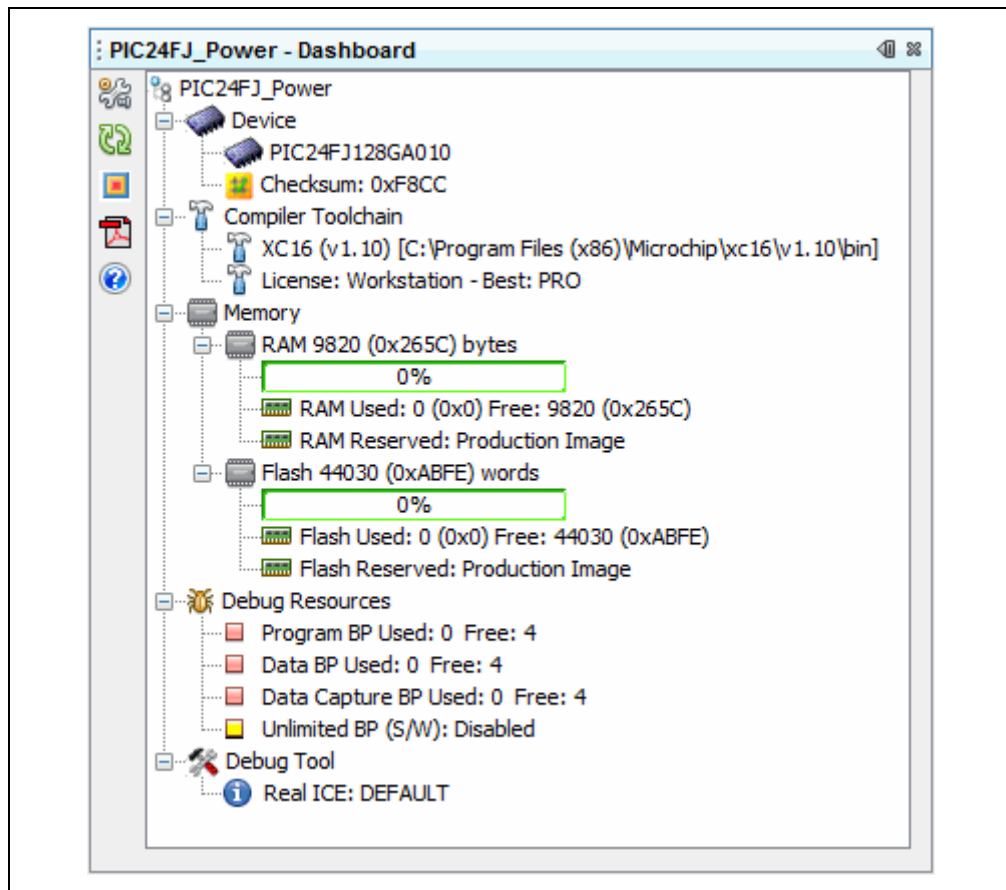 PIC24FJ_Power - Dashboard
PIC24FJ_Power
Device
PIC24FJ128GA010
Checksum: 0xF8CC
Compiler Toolchain
XC16 (v1.10) [C:\Program Files (x86)\Microchip\xc16\v1.10\bin]
License: Workstation - Best: PRO
Memory
RAM 9820 (0x265C) bytes
0%
RAM Used: 0 (0x0) Free: 9820 (0x265C)
RAM Reserved: Production Image
Flash 44030 (0xABFE) words
0%
Flash Used: 0 (0x0) Free: 44030 (0xABFE)
Flash Reserved: Production Image
Debug Resources
Program BP Used: 0 Free: 4
Data BP Used: 0 Free: 4
Data Capture BP Used: 0 Free: 4
Unlimited BP (S/W): Disabled
Debug Tool
Real ICE: DEFAULT